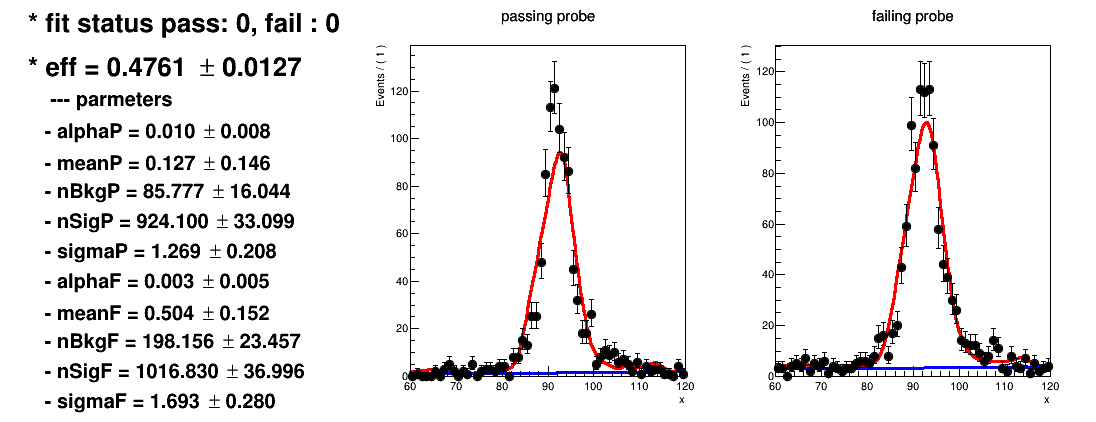 * fit status pass: 0, fail : 0
* eff = 0.4761 ± 0.0127
--- parmeters
- alphaP = 0.010 ± 0.008
- meanP = 0.127 ± 0.146
- nBkgP = 85.777 ± 16.044
- nSigP = 924.100 ± 33.099
- sigmaP = 1.269 ± 0.208
- alphaF = 0.003 ± 0.005
- meanF = 0.504 ± 0.152
- nBkgF = 198.156 ± 23.457
- nSigF = 1016.830 ± 36.996
- sigmaF = 1.693 ± 0.280
passing probe
Events / ( 1 )
120
100
80
60
40
20
0
60 70 80 90 100 110 120
x
failing probe
Events / ( 1 )
120
100
80
60
40
20
0
60 70 80 90 100 110 120
x